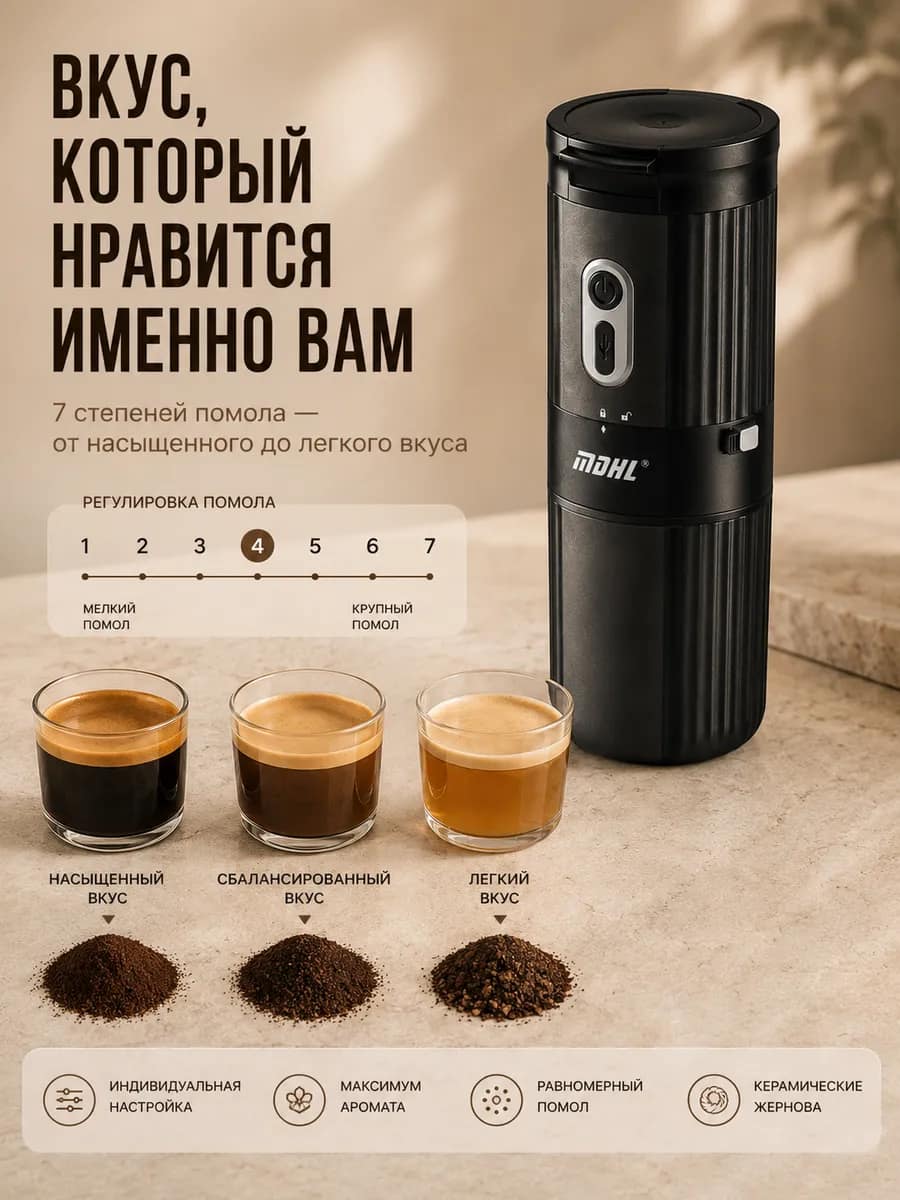 ВКУС,
КОТОРЫЙ
НРАВИТСЯ
ИМЕННО ВАМ
7 степеней помола —
от насыщенного до легкого вкуса
РЕГУЛИРОВКА ПОМОЛА
1 2 3 4 5 6 7
МЕЛКИЙ
ПОМОЛ
КРУПНЫЙ
ПОМОЛ
MDHL®
НАСЫЩЕННЫЙ
ВКУС
СБАЛАНСИРОВАННЫЙ
ВКУС
ЛЕГКИЙ
ВКУС
ИНДИВИДУАЛЬНАЯ
НАСТРОЙКА
МАКСИМУМ
АРОМАТА
РАВНОМЕРНЫЙ
ПОМОЛ
КЕРАМИЧЕСКИЕ
ЖЕРНОВА